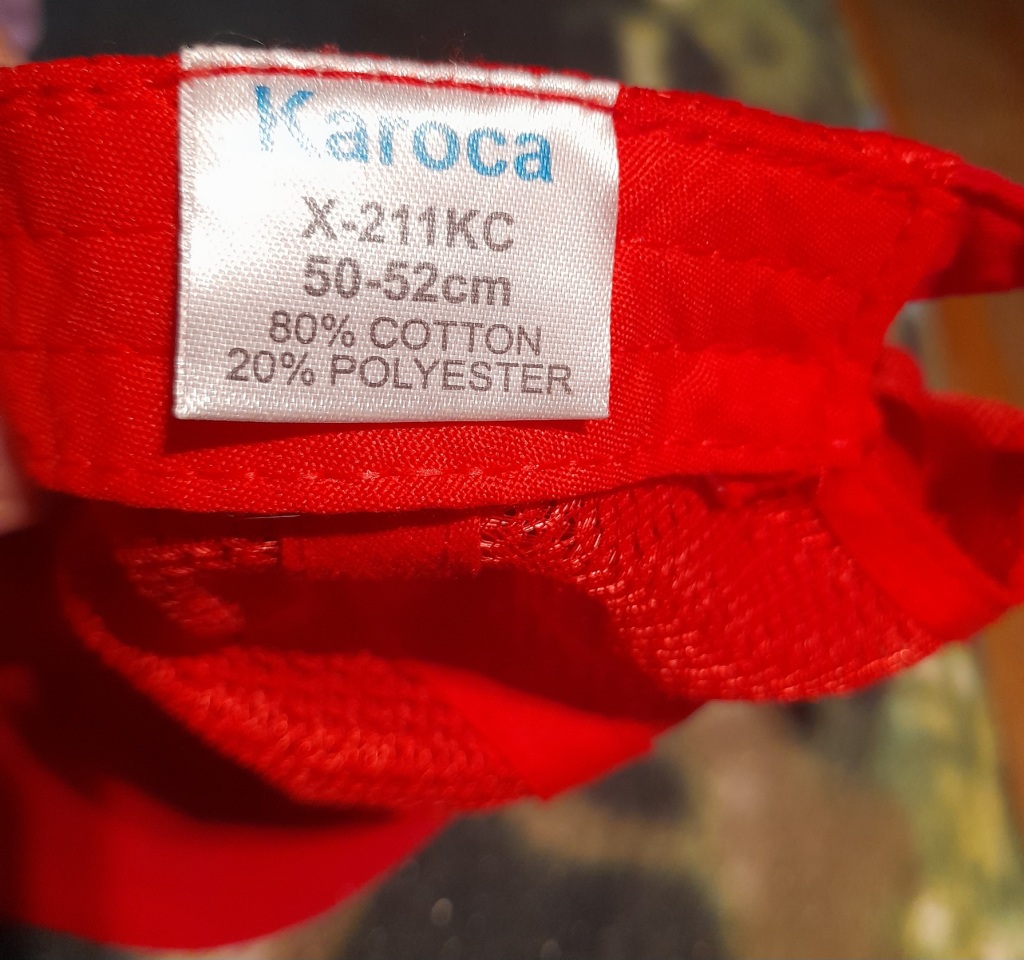 Karoca
X-211KC
50-52cm
80% COTTON
20% POLYESTER